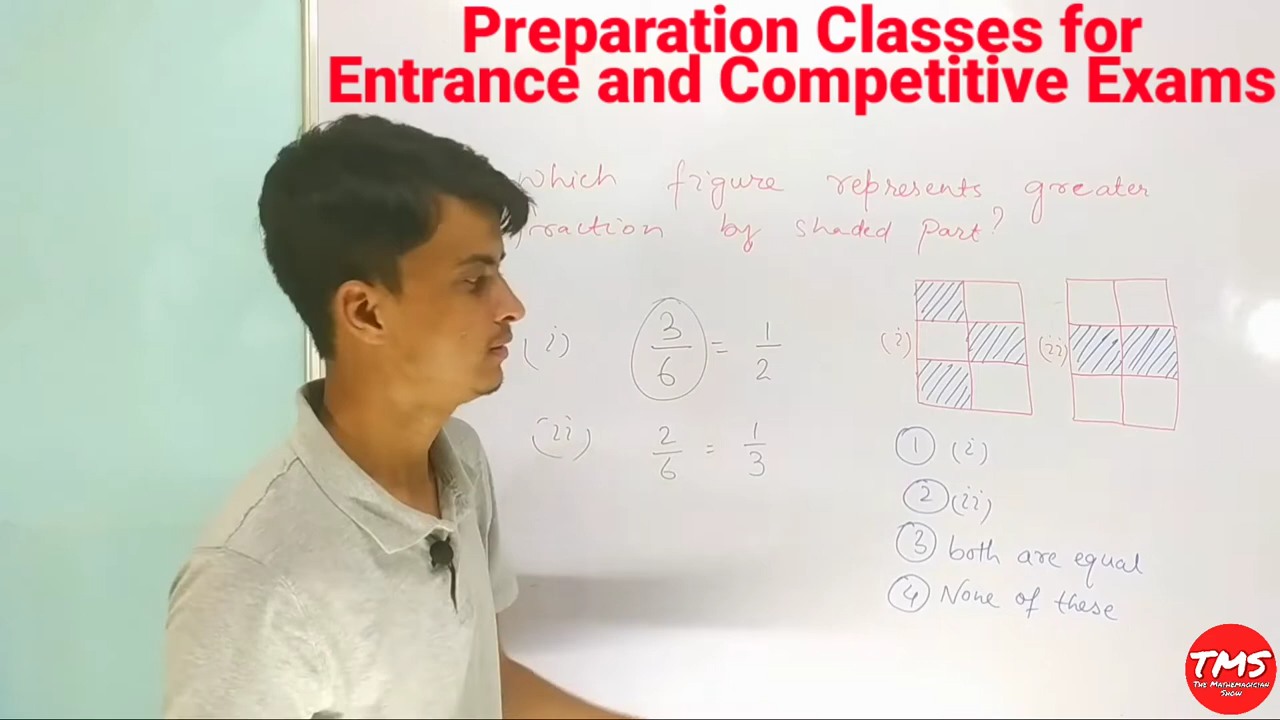 Preparation Classes for
Entrance and Competitive Exams
which figure represents greater
fraction by shaded part?
(i) 3/6 = 1/2
(ii) 2/6 = 1/3
(i)
(ii)
1 (i)
2 (ii)
3 both are equal
4 None of these
TMS
THE MATHEMAGICIAN
SHOW